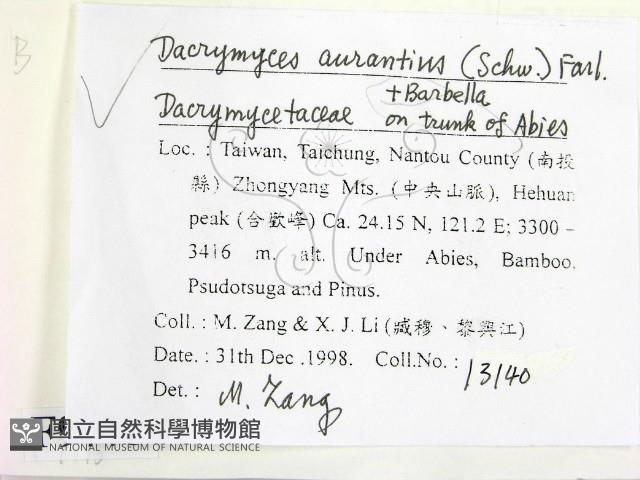 B
Dacrymyces aurantius (Schw.) Farl.
+Barbella
Dacrymycetaceae on trunk of Abies
Loc. : Taiwan, Taichung, Nantou County (南投
縣) Zhongyang Mts. (中央山脈), Hehuan
peak (合歡峰) Ca. 24.15 N, 121.2 E; 3300 –
3416 m. alt. Under Abies, Bamboo,
Psudotsuga and Pinus.
Coll. : M. Zang & X. J. Li (臧穆、黎興江)
Date. : 31th Dec .1998. Coll.No. : 13140
Det. : M. Zang
國立自然科學博物館
NATIONAL MUSEUM OF NATURAL SCIENCE